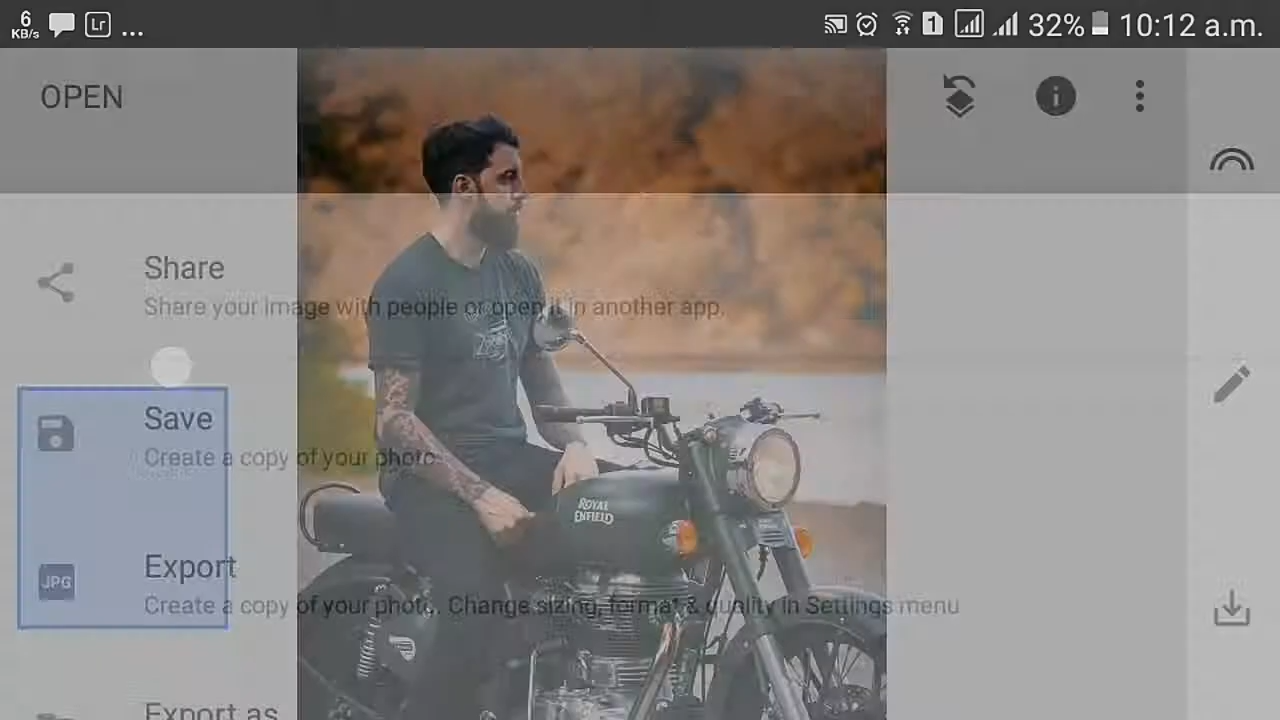 6
KB/s
Lr
...
1
32%
10:12 a.m.
OPEN
Share
Share your image with people or open it in another app.
Save
Create a copy of your photo.
ROYAL
ENFIELD
JPG
Export
Create a copy of your photo. Change sizing, format & quality in Settings menu
Export as